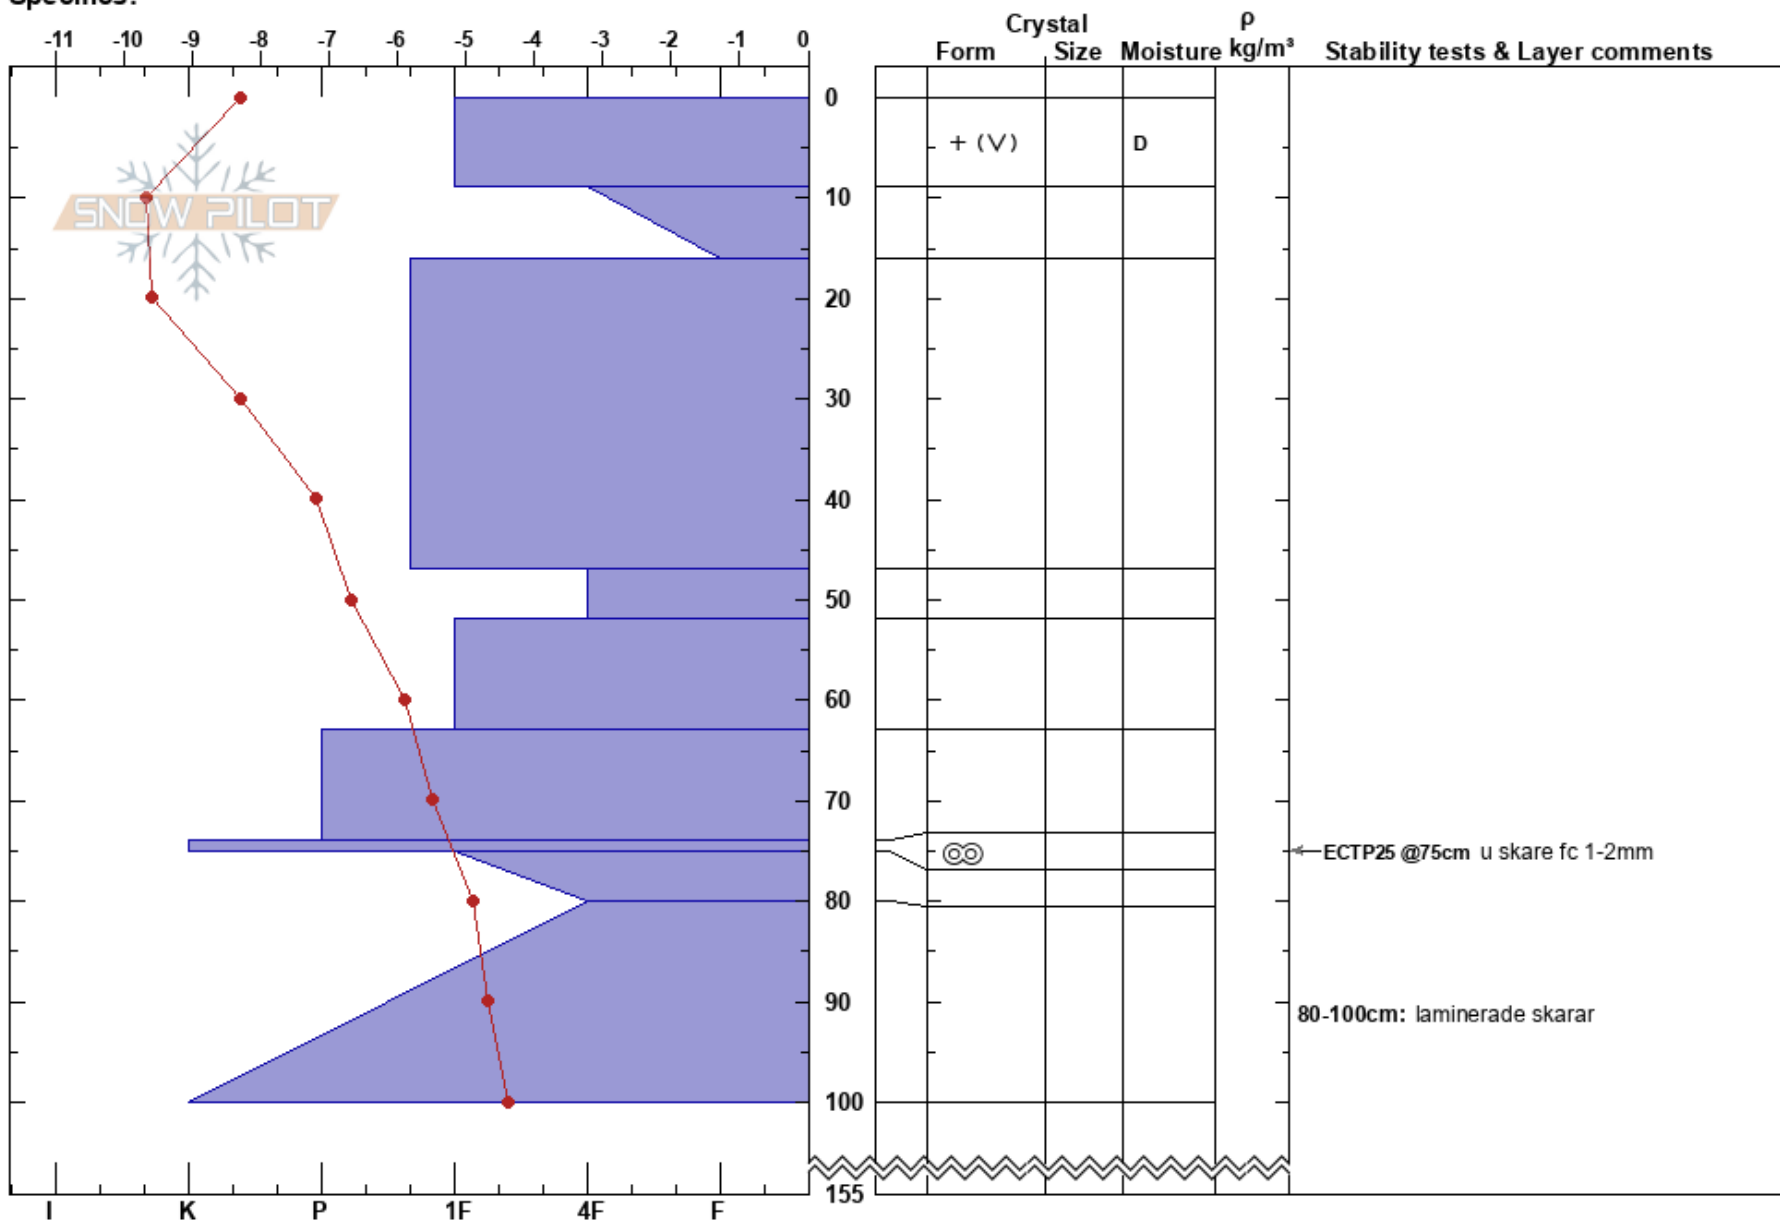 Specifics:
Crystal ρ
-11 -10 -9 -8 -7 -6 -5 -4 -3 -2 -1 0
Form Size Moisture kg/m³ Stability tests & Layer comments
0
+ (V) D
10
SNOW PILOT
20
30
40
50
60
70
ECTP25 @75cm u skare fc 1-2mm
80
90
80-100cm: laminerade skarar
100
155
I K P 1F 4F F